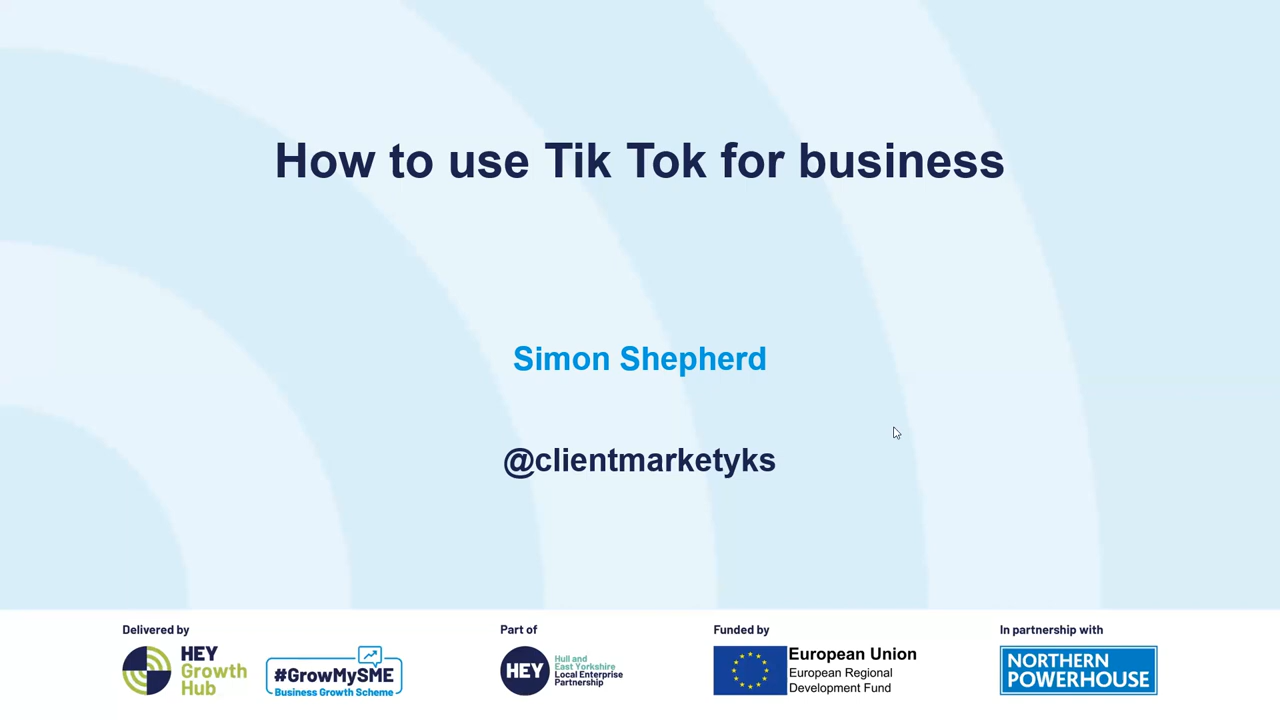 How to use Tik Tok for business
Simon Shepherd
@clientmarketyks
Delivered by
HEY
Growth
Hub
#GrowMySME
Business Growth Scheme
Part of
HEY
Hull and
East Yorkshire
Local Enterprise
Partnership
Funded by
European Union
European Regional
Development Fund
In partnership with
NORTHERN
POWERHOUSE